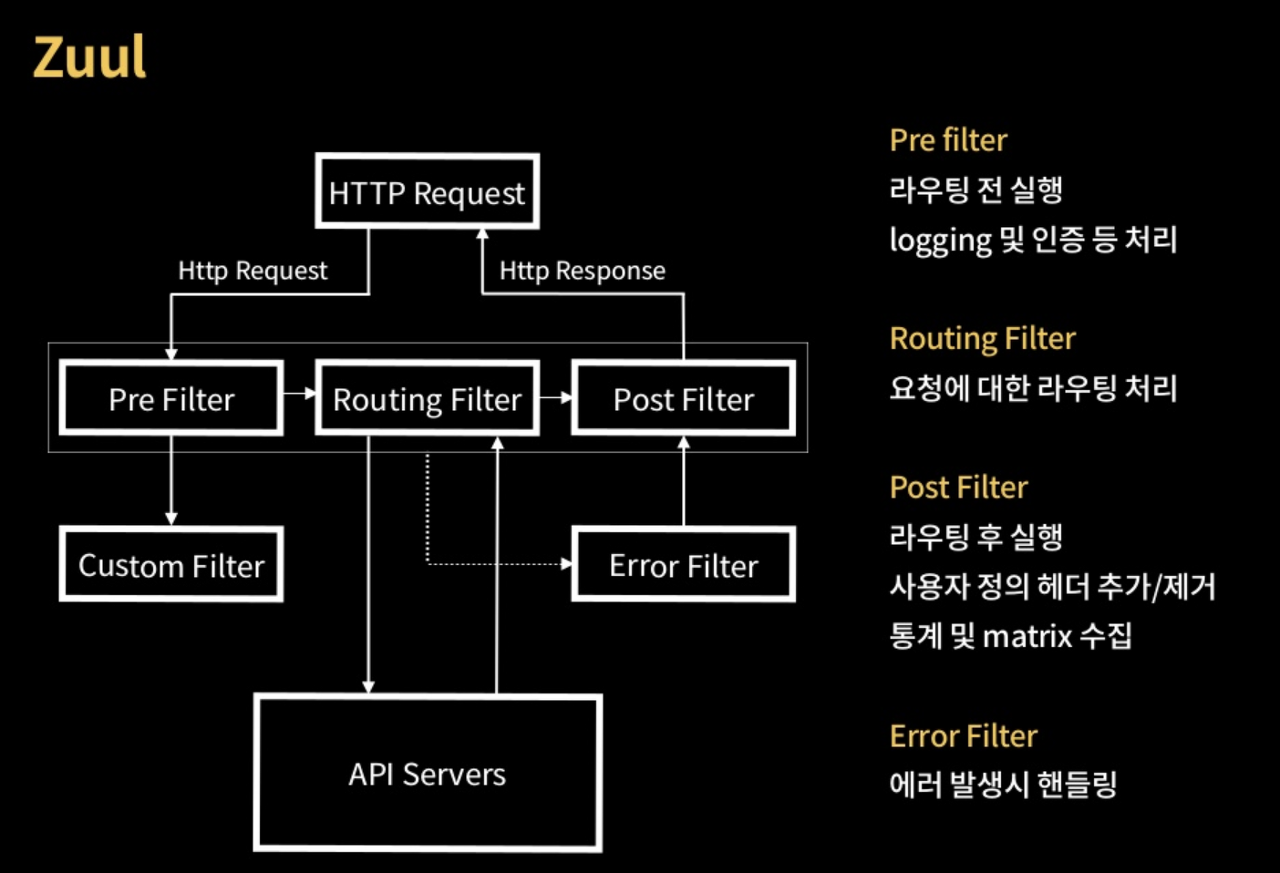 Zuul
HTTP Request
Http Request
Http Response
Pre Filter
Routing Filter
Post Filter
Custom Filter
Error Filter
API Servers
Pre filter
라우팅 전 실행
logging 및 인증 등 처리
Routing Filter
요청에 대한 라우팅 처리
Post Filter
라우팅 후 실행
사용자 정의 헤더 추가/제거
통계 및 matrix 수집
Error Filter
에러 발생시 핸들링